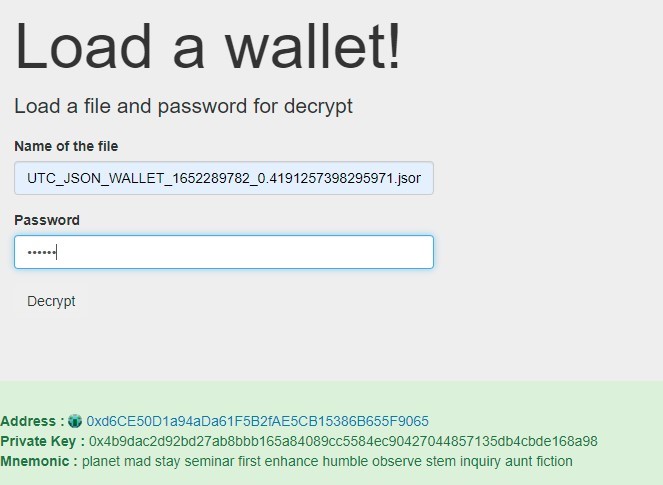 Load a wallet!
Load a file and password for decrypt
Name of the file
UTC_JSON_WALLET_1652289782_0.4191257398295971.jsor
Password
••••••
Decrypt
Address : 0xd6CE50D1a94aDa61F5B2fAE5CB15386B655F9065
Private Key : 0x4b9dac2d92bd27ab8bbb165a84089cc5584ec90427044857135db4cbde168a98
Mnemonic : planet mad stay seminar first enhance humble observe stem inquiry aunt fiction